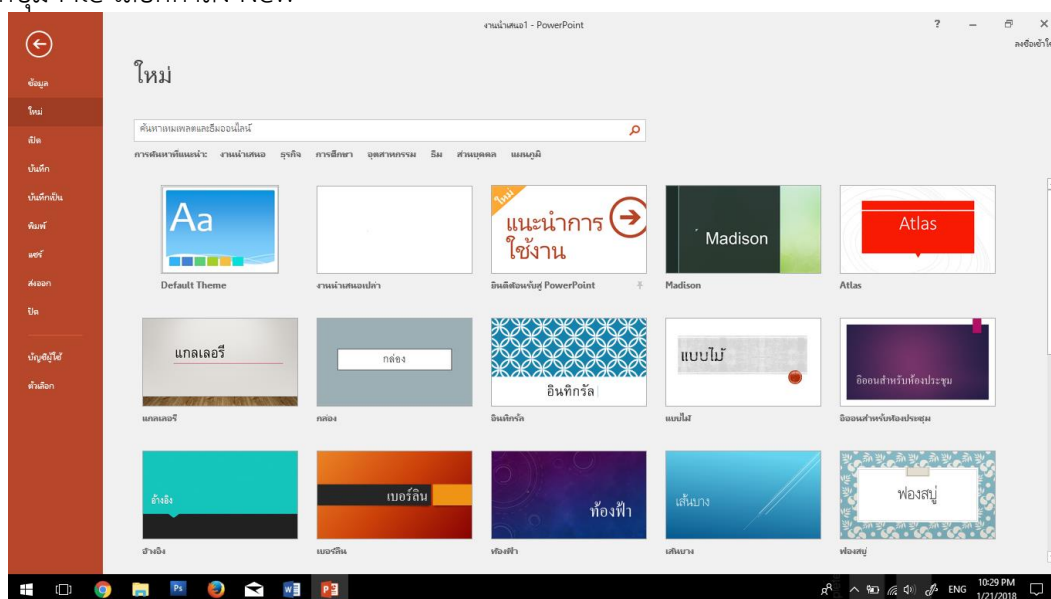 งานนำเสนอ1 - PowerPoint
?
ใหม่
ข้อมูล
ใหม่
เปิด
บันทึก
บันทึกเป็น
พิมพ์
แชร์
ส่งออก
ปิด
บัญชีผู้ใช้
ตัวเลือก
ค้นหาเทมเพลตและธีมออนไลน์
การค้นหาที่แนะนำ: งานนำเสนอ ธุรกิจ การศึกษา อุตสาหกรรม ธีม ส่วนบุคคล แผนภูมิ
Aa
Default Theme
งานนำเสนอเปล่า
ใหม่
แนะนำการ
ใช้งาน
ยินดีต้อนรับสู่ PowerPoint
Madison
Madison
Atlas
Atlas
แกลเลอรี
แกลเลอรี
กล่อง
กล่อง
อินทิกรัล
อินทิกรัล
แบบไม้
แบบไม้
อิออนสำหรับห้องประชุม
อิออนสำหรับห้องประชุม
อ้างอิง
อ้างอิง
เบอร์ลิน
เบอร์ลิน
ท้องฟ้า
ท้องฟ้า
เส้นบาง
เส้นบาง
ฟองสบู่
ฟองสบู่
Ps
ENG
10:29 PM
1/21/2018